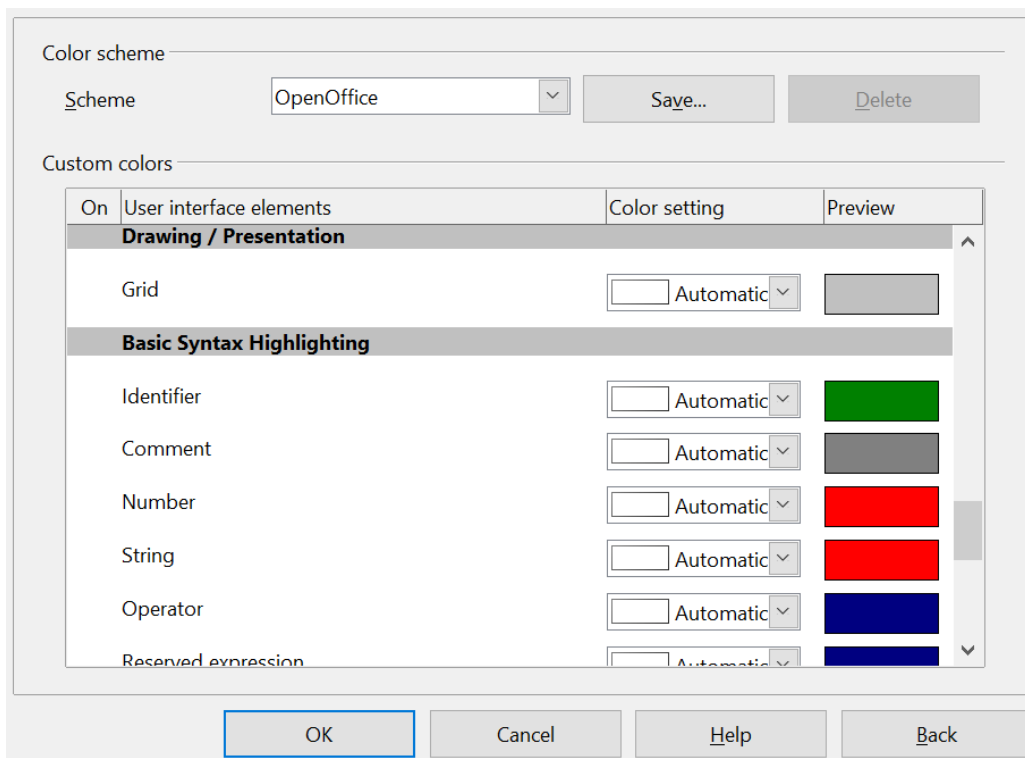 Color scheme
Scheme OpenOffice Save... Delete
Custom colors
On User interface elements Color setting Preview
Drawing / Presentation
Grid Automatic
Basic Syntax Highlighting
Identifier Automatic
Comment Automatic
Number Automatic
String Automatic
Operator Automatic
Reserved expression Automatic
OK Cancel Help Back